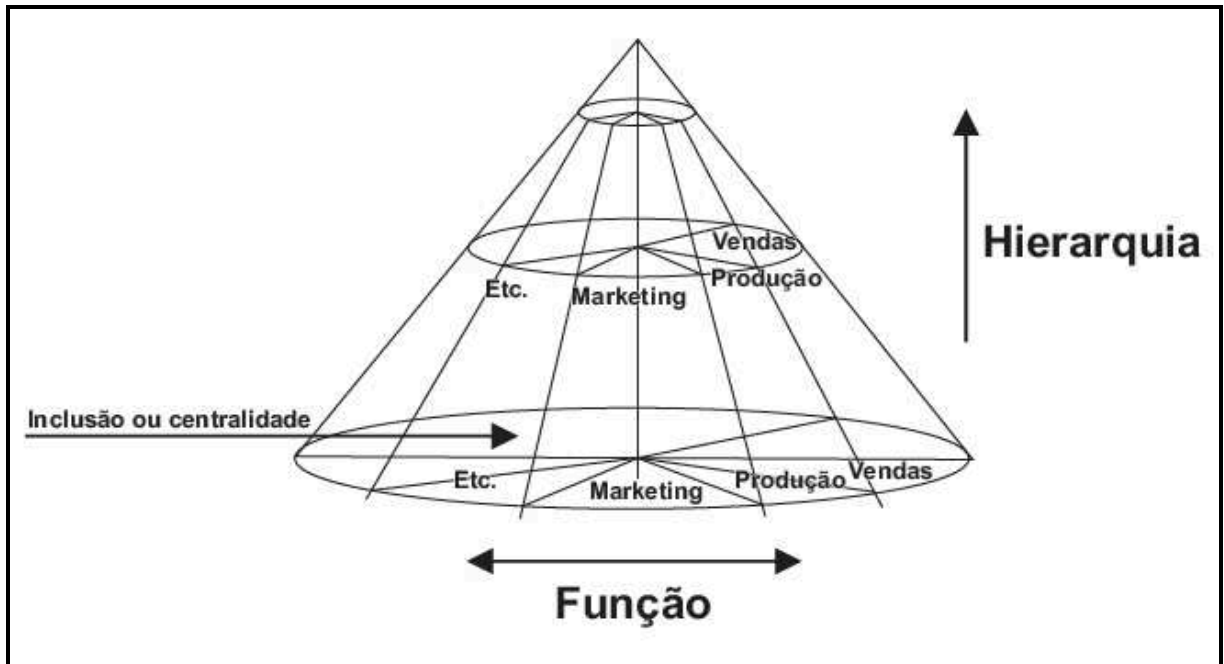 Vendas
Hierarquia
Produção
Etc.
Marketing
Inclusão ou centralidade
Vendas
Etc.
Produção
Marketing
Função